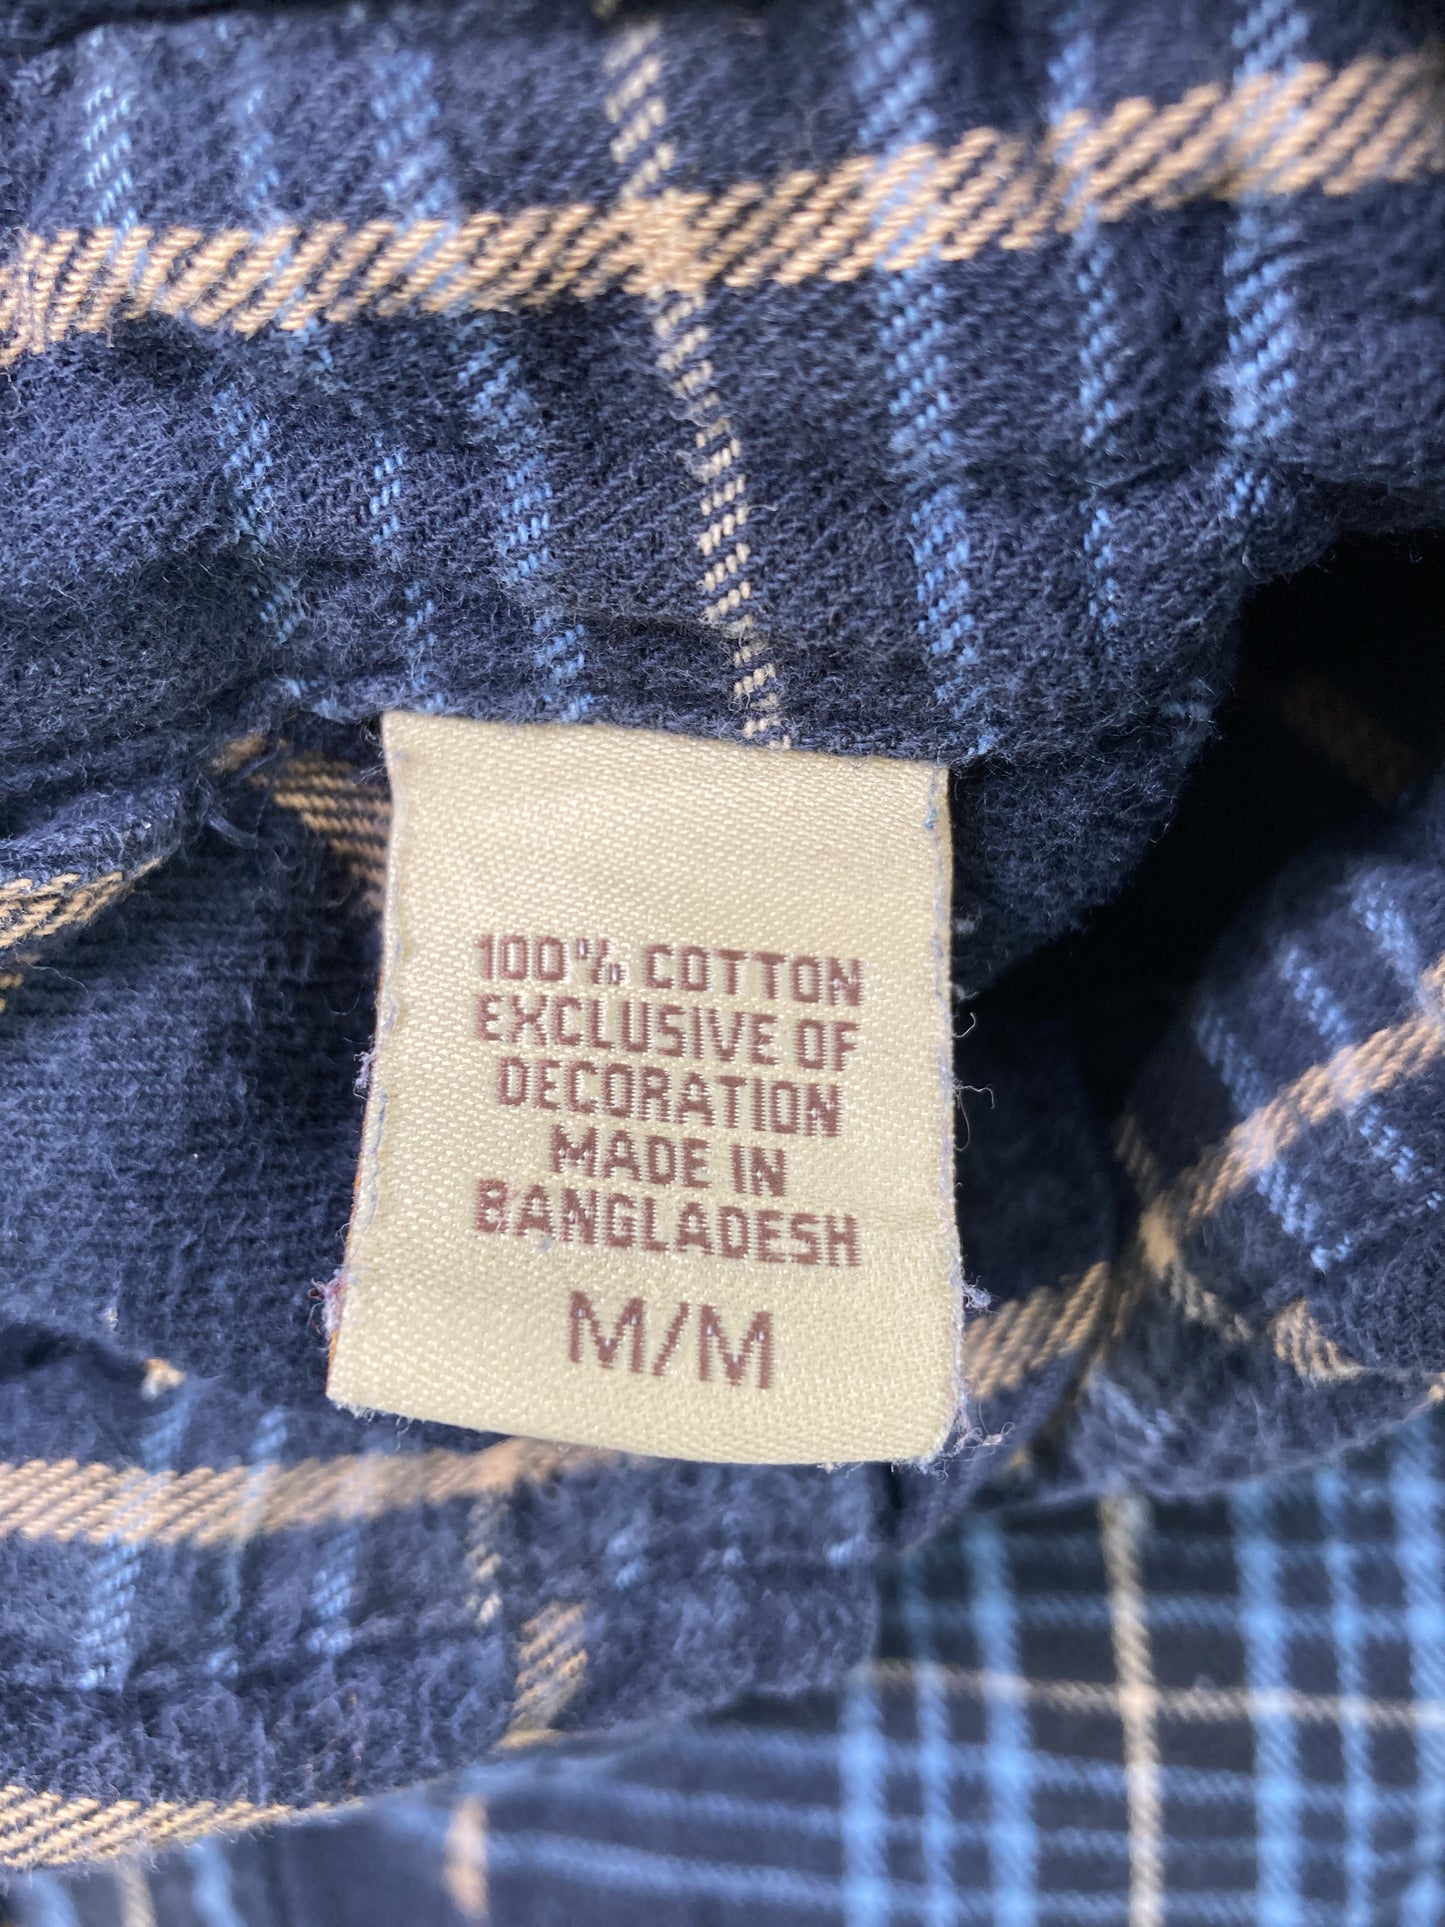 100% COTTON
EXCLUSIVE OF
DECORATION
MADE IN
BANGLADESH
M/M